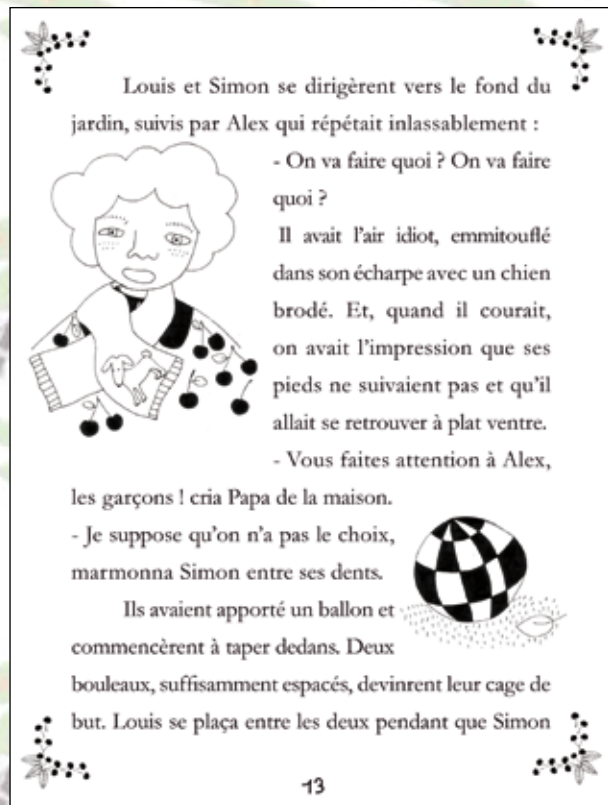 Louis et Simon se dirigèrent vers le fond du
jardin, suivis par Alex qui répétait inlassablement :
- On va faire quoi ? On va faire
quoi ?
Il avait l'air idiot, emmitouflé
dans son écharpe avec un chien
brodé. Et, quand il courait,
on avait l'impression que ses
pieds ne suivaient pas et qu'il
allait se retrouver à plat ventre.
- Vous faites attention à Alex,
les garçons ! cria Papa de la maison.
- Je suppose qu'on n'a pas le choix,
marmonna Simon entre ses dents.
Ils avaient apporté un ballon et
commencèrent à taper dedans. Deux
bouleaux, suffisamment espacés, devinrent leur cage de
but. Louis se plaça entre les deux pendant que Simon
13